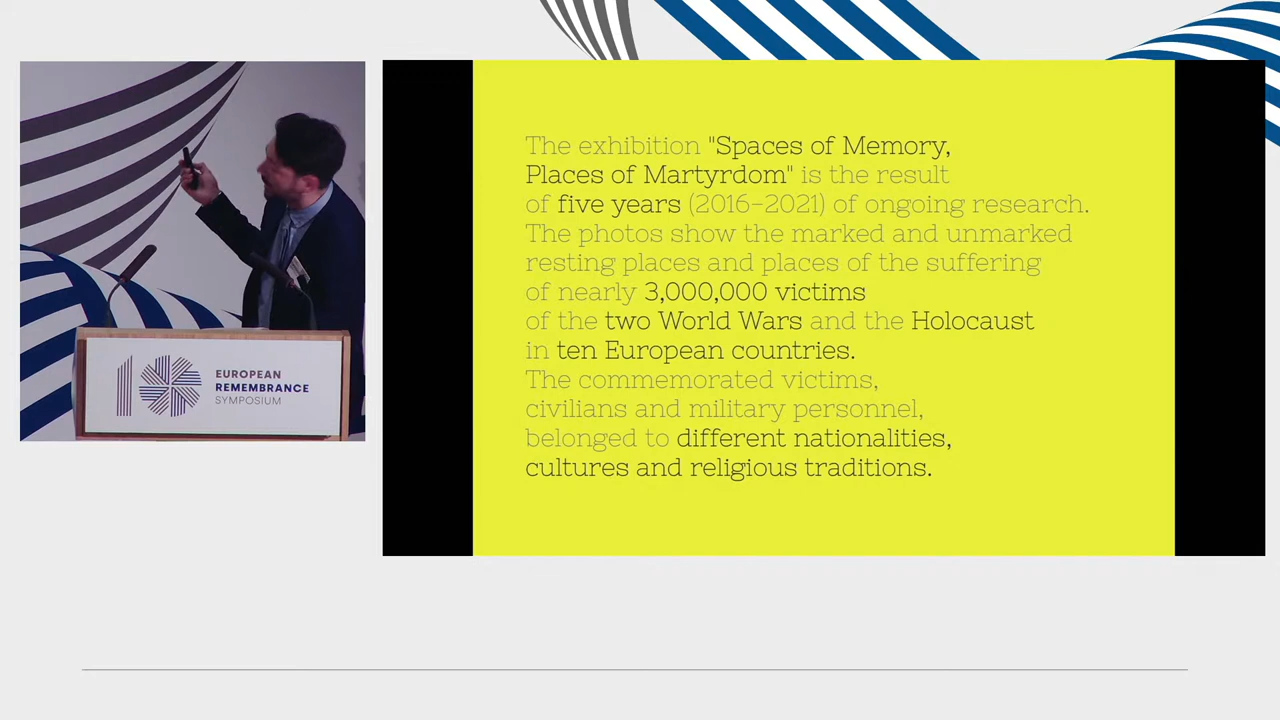 The exhibition "Spaces of Memory,
Places of Martyrdom" is the result
of five years (2016–2021) of ongoing research.
The photos show the marked and unmarked
resting places and places of the suffering
of nearly 3,000,000 victims
of the two World Wars and the Holocaust
in ten European countries.
The commemorated victims,
civilians and military personnel,
belonged to different nationalities,
cultures and religious traditions.
10
EUROPEAN
REMEMBRANCE
SYMPOSIUM